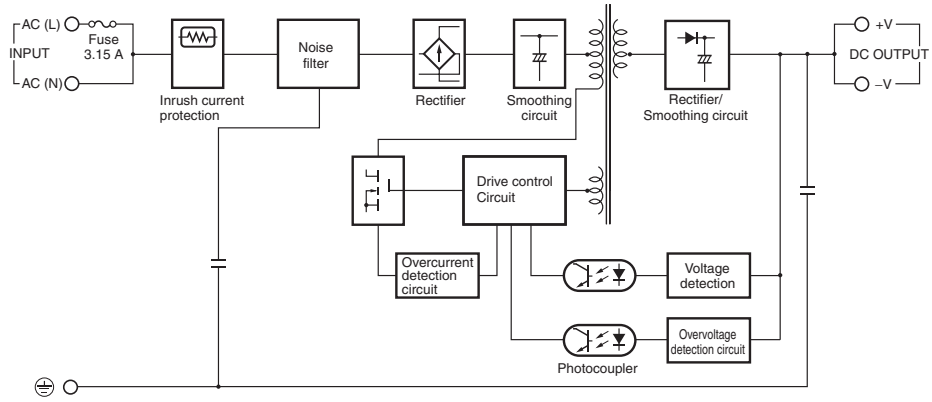 AC (L)
Fuse
3.15 A
INPUT
AC (N)
Inrush current
protection
Noise
filter
Rectifier
Smoothing
circuit
Rectifier/
Smoothing circuit
+V
DC OUTPUT
–V
Drive control
Circuit
Overcurrent
detection
circuit
Voltage
detection
Overvoltage
detection circuit
Photocoupler